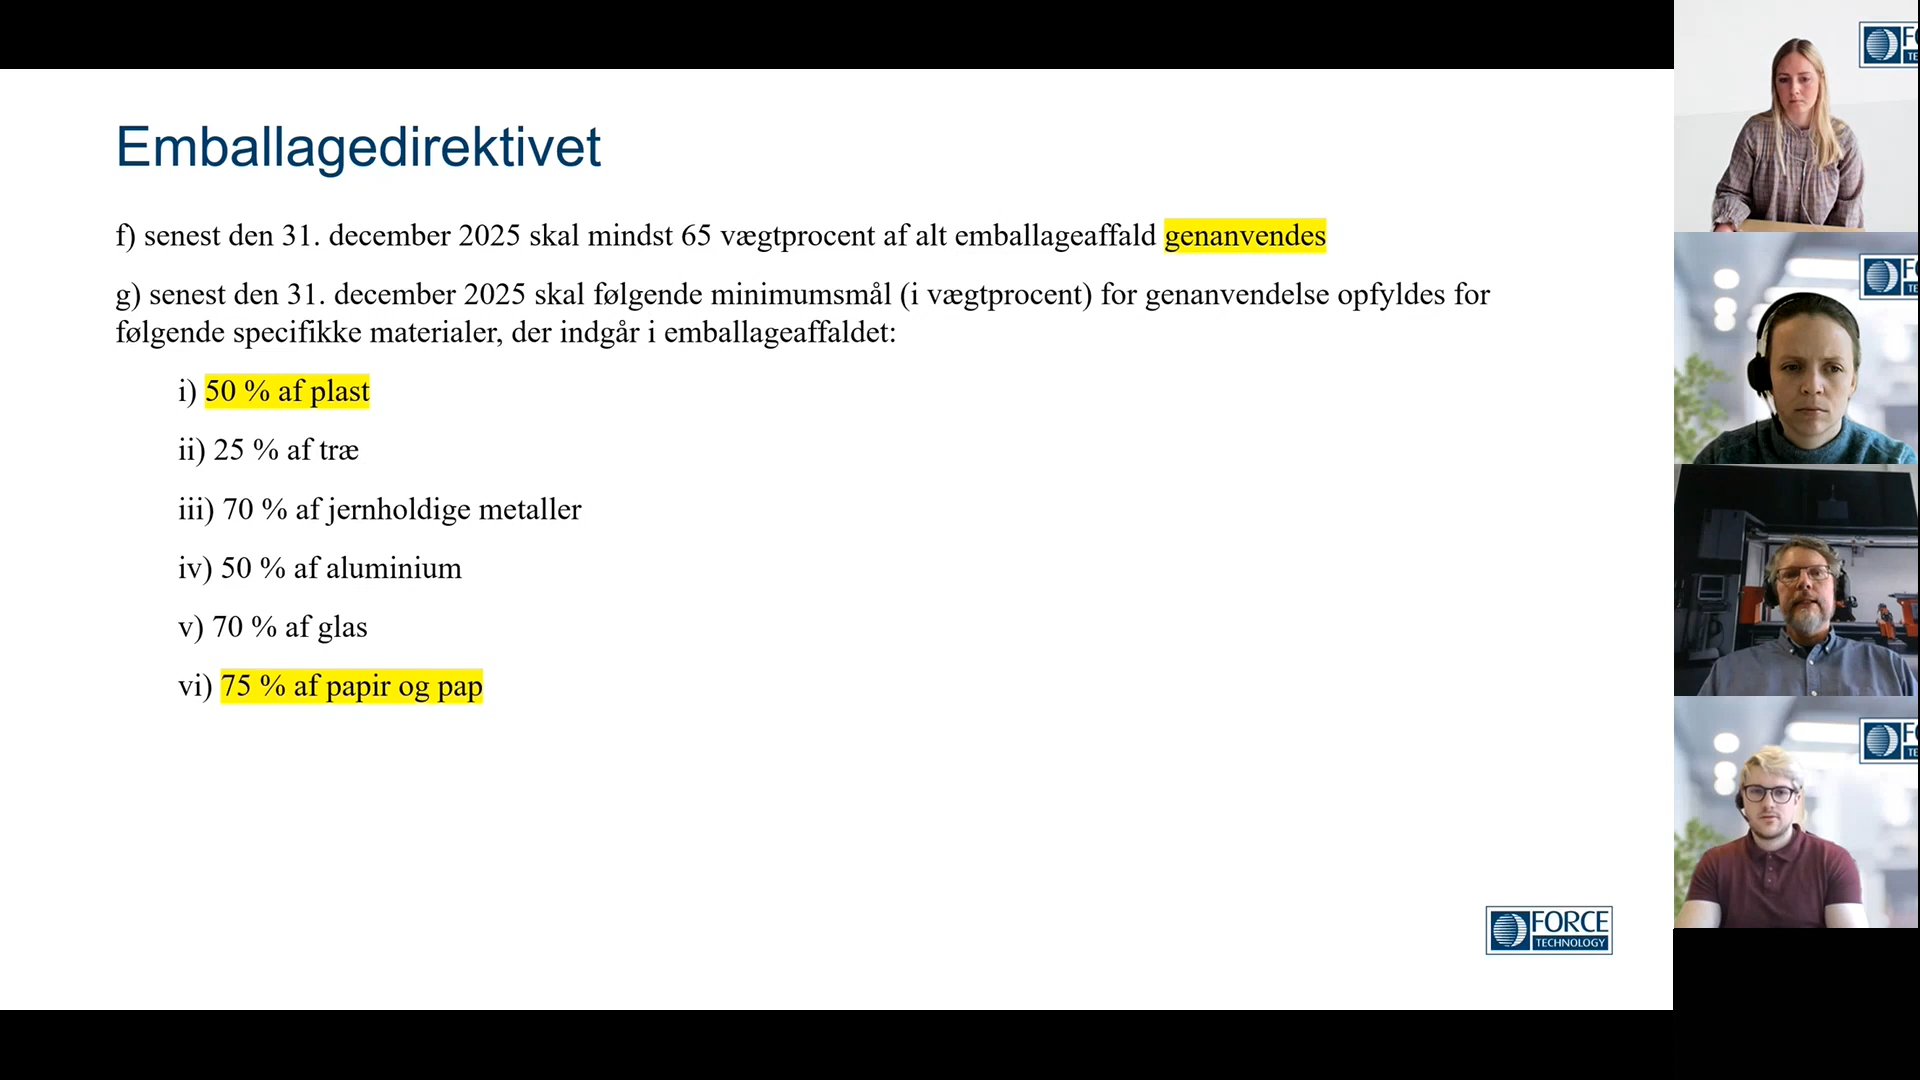 Emballagedirektivet
f) senest den 31. december 2025 skal mindst 65 vægtprocent af alt emballageaffald genanvendes
g) senest den 31. december 2025 skal følgende minimumsmål (i vægtprocent) for genanvendelse opfyldes for
følgende specifikke materialer, der indgår i emballageaffaldet:
i) 50 % af plast
ii) 25 % af træ
iii) 70 % af jernholdige metaller
iv) 50 % af aluminium
v) 70 % af glas
vi) 75 % af papir og pap
FORCE
TECHNOLOGY